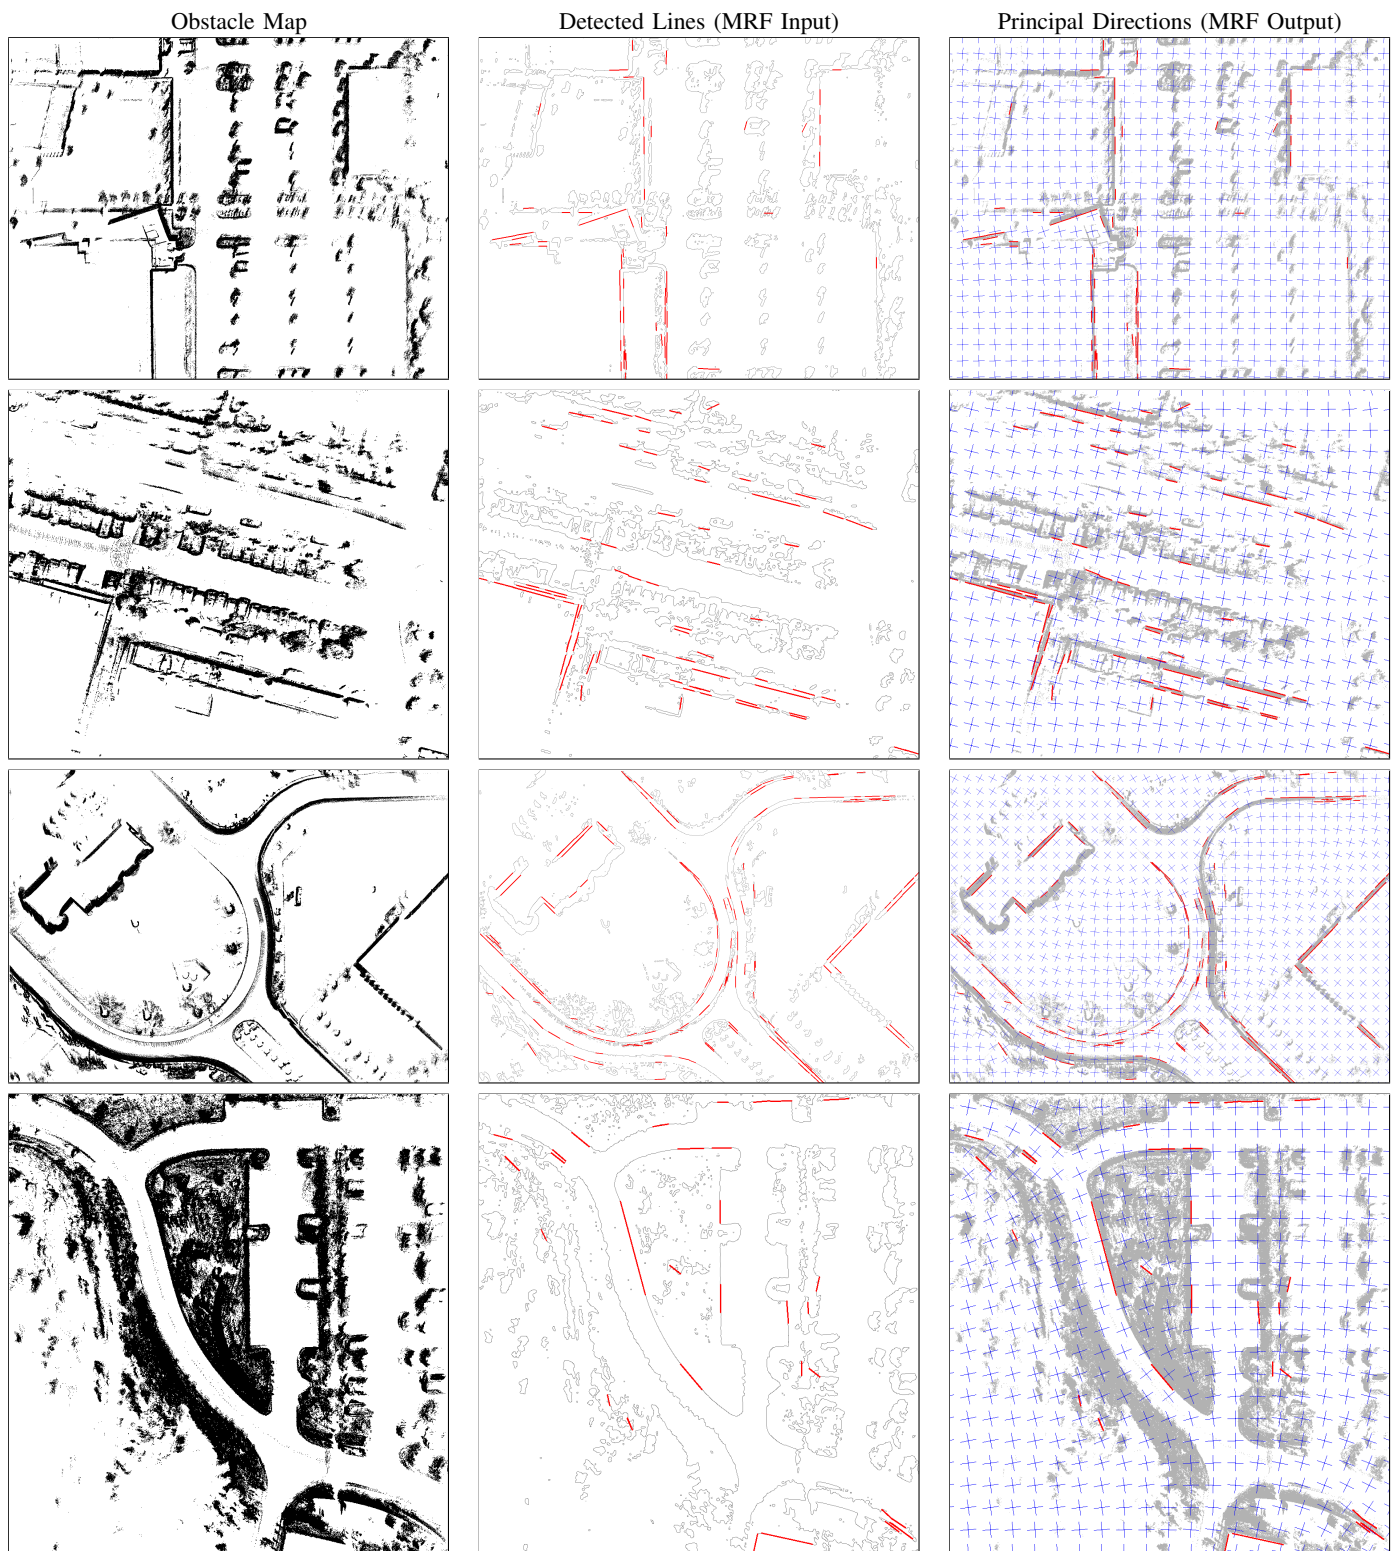 Obstacle Map
Detected Lines (MRF Input)
Principal Directions (MRF Output)